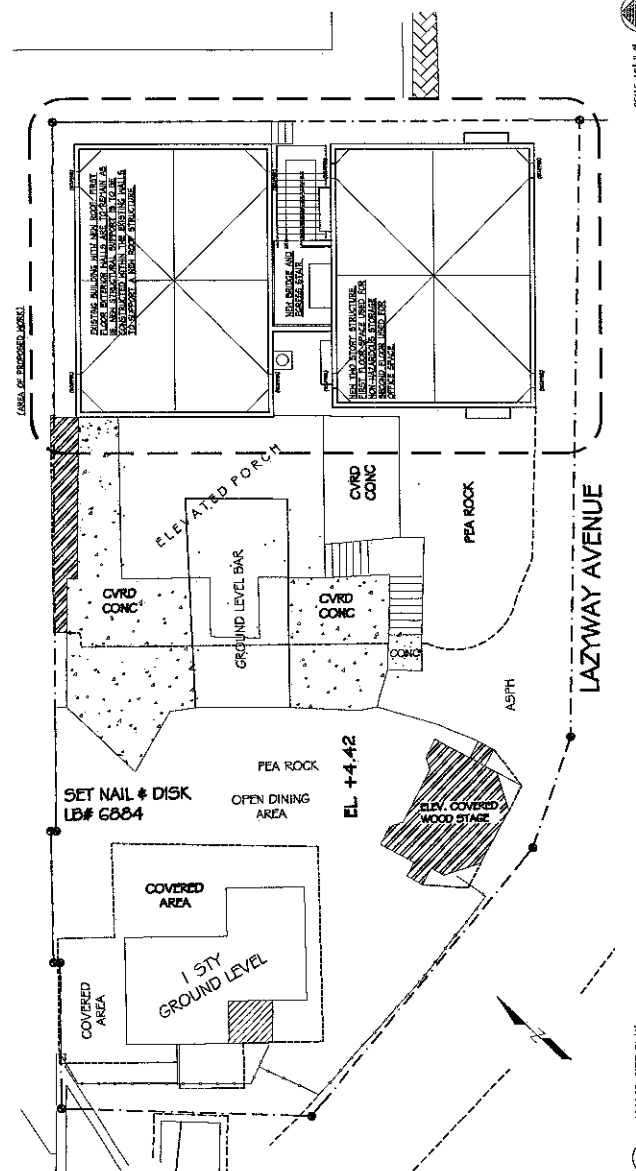 (AREA OF PROPOSED WORK)
EXISTING BUILDING WITH NEW ROOF. FIRST
FLOOR EXTERIOR WALLS ARE TO REMAIN AS
IS. NEW STRUCTURAL SUPPORT IS TO BE
CONSTRUCTED WITHIN THE EXISTING WALLS
TO SUPPORT A NEW ROOF STRUCTURE.
NEW BRIDGE AND
EGRESS STAIR.
NEW TWO STORY STRUCTURE.
FIRST FLOOR SPACE USED FOR
NON-HAZARDOUS STORAGE
SECOND FLOOR USED FOR
OFFICE SPACE.
ELEVATED PORCH
CVRD
CONC
PEA ROCK
CVRD
CONC
GROUND LEVEL BAR
CVRD
CONC
CONC
LAZYWAY AVENUE
ASPH
PEA ROCK
SET NAIL & DISK
LB# 6884
OPEN DINING
AREA
EL. +4.42
ELEV. COVERED
WOOD STAGE
COVERED
AREA
1 STY
GROUND LEVEL
COVERED
AREA